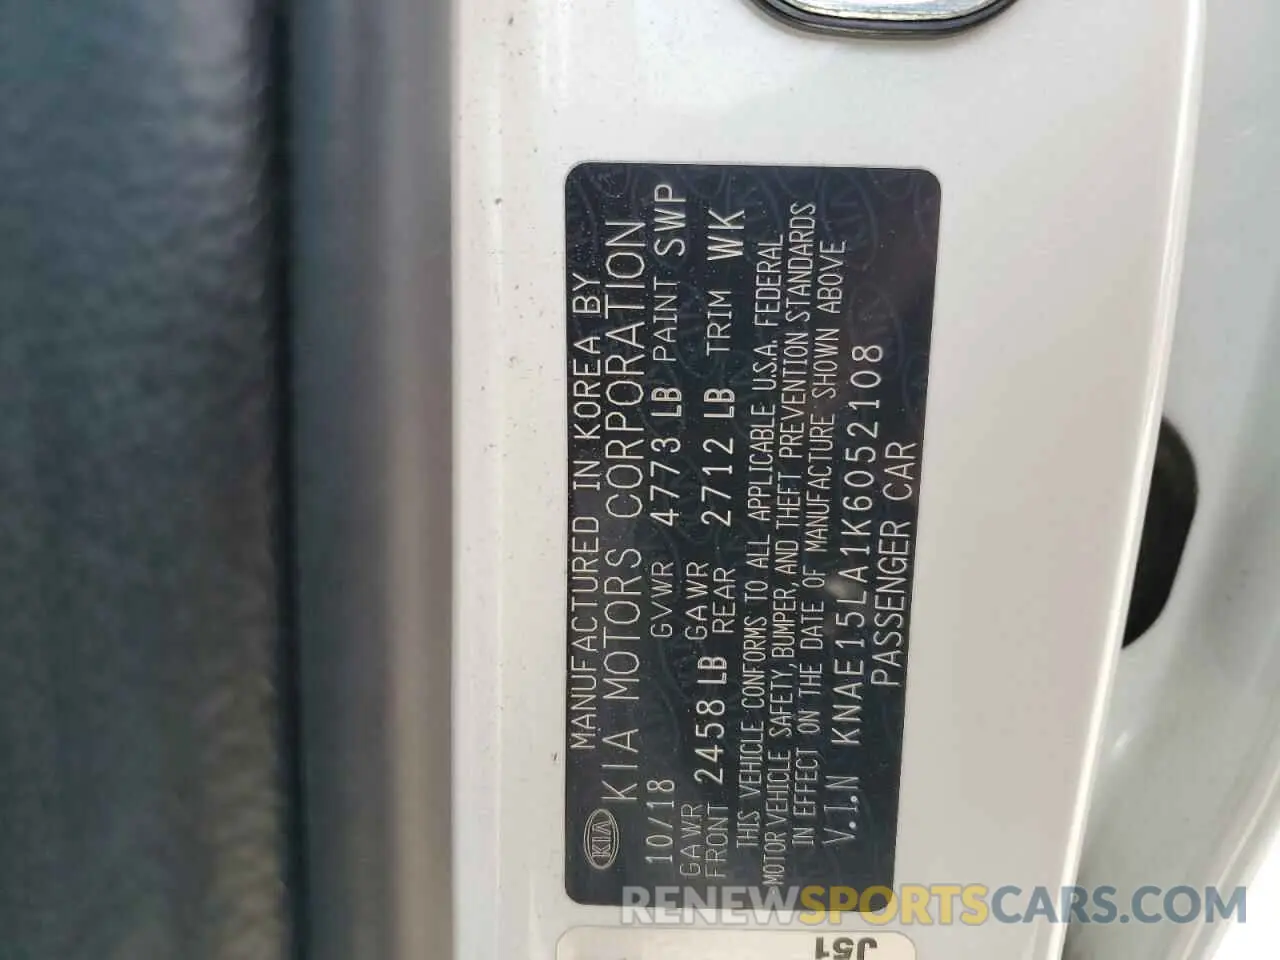 MANUFACTURED IN KOREA BY
KIA KIA MOTORS CORPORATION
10/18 GVWR 4773 LB PAINT SWP
GAWR FRONT 2458 LB GAWR REAR 2712 LB TRIM WK
THIS VEHICLE CONFORMS TO ALL APPLICABLE U.S.A. FEDERAL
MOTOR VEHICLE SAFETY, BUMPER, AND THEFT PREVENTION STANDARDS
IN EFFECT ON THE DATE OF MANUFACTURE SHOWN ABOVE
V.I.N KNAE15LA1K6052108
PASSENGER CAR
J51
RENEWSPORTSCARS.COM